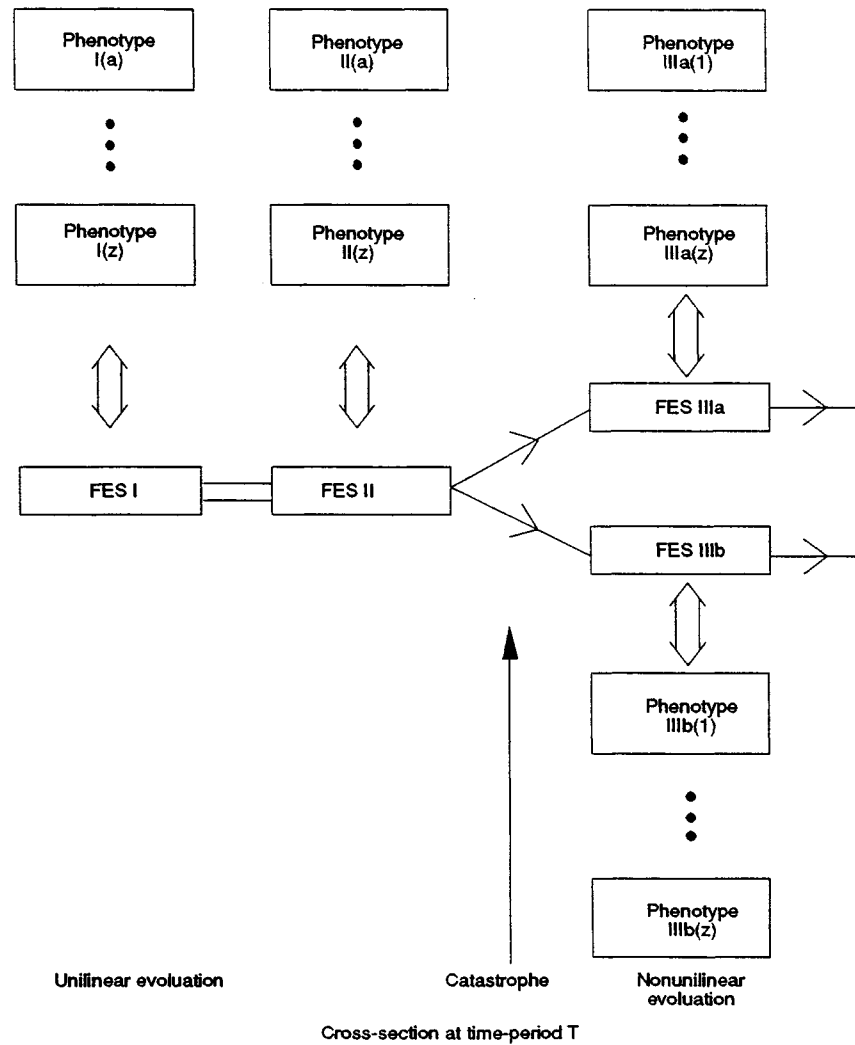 Phenotype
I(a)
Phenotype
II(a)
Phenotype
IIIa(1)
Phenotype
I(z)
Phenotype
II(z)
Phenotype
IIIa(z)
FES IIIa
FES I
FES II
FES IIIb
Phenotype
IIIb(1)
Phenotype
IIIb(z)
Unilinear evoluation
Catastrophe
Nonunilinear
evoluation
Cross-section at time-period T